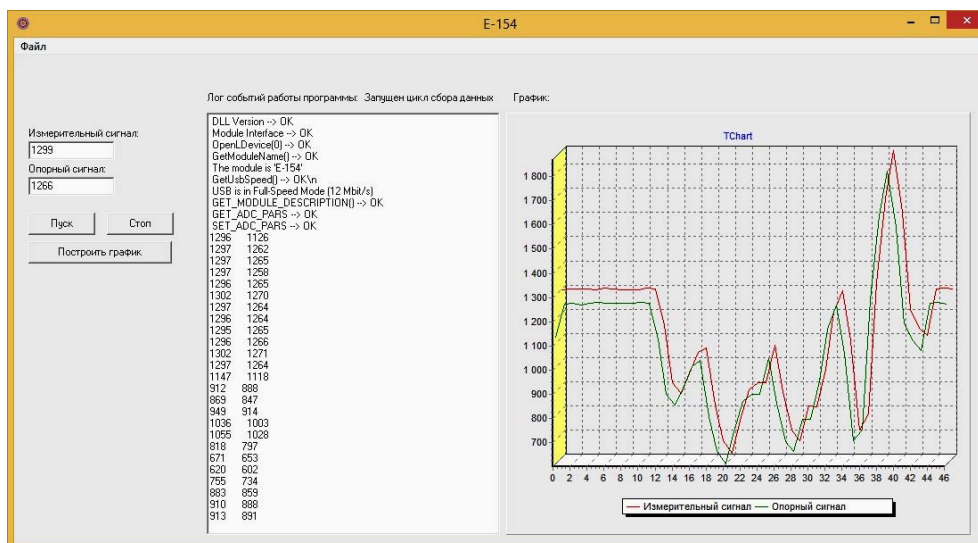 E-154
Файл
Лог событий работы программы: Запущен цикл сбора данных
График:
Измерительный сигнал:
1299
Опорный сигнал:
1266
Пуск
Стоп
Построить график
DLL Version --> OK
Module Interface --> OK
OpenLDevice(0) --> OK
GetModuleName() --> OK
The module is 'E-154'
GetUsbSpeed() --> OK\n
USB is in Full-Speed Mode (12 Mbit/s)
GET_MODULE_DESCRIPTION() --> OK
GET_ADC_PARS --> OK
SET_ADC_PARS --> OK
1296 1126
1297 1262
1297 1265
1297 1258
1296 1265
1302 1270
1297 1264
1296 1264
1295 1265
1296 1266
1302 1271
1297 1264
1147 1118
912 888
869 847
949 914
1036 1003
1055 1028
818 797
671 653
620 602
755 734
883 859
910 888
913 891
TChart
1 800
1 700
1 600
1 500
1 400
1 300
1 200
1 100
1 000
900
800
700
0 2 4 6 8 10 12 14 16 18 20 22 24 26 28 30 32 34 36 38 40 42 44 46
Измерительный сигнал
Опорный сигнал